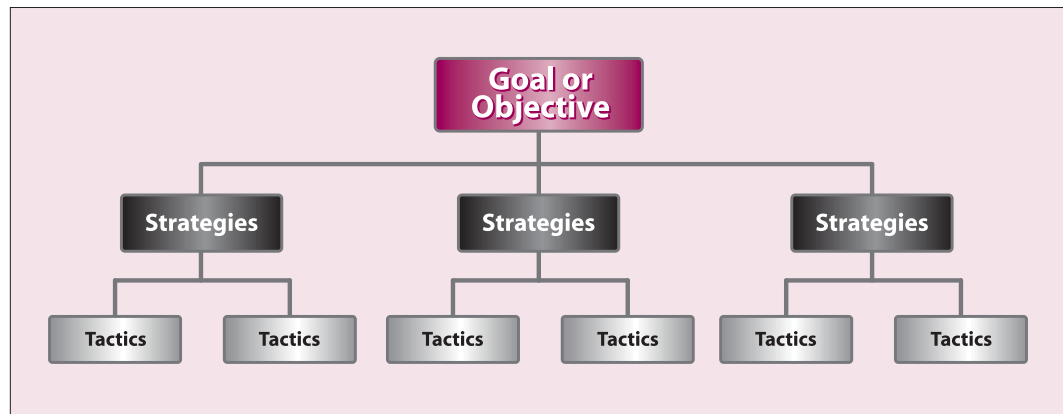 Goal or
Objective
Strategies
Strategies
Strategies
Tactics
Tactics
Tactics
Tactics
Tactics
Tactics